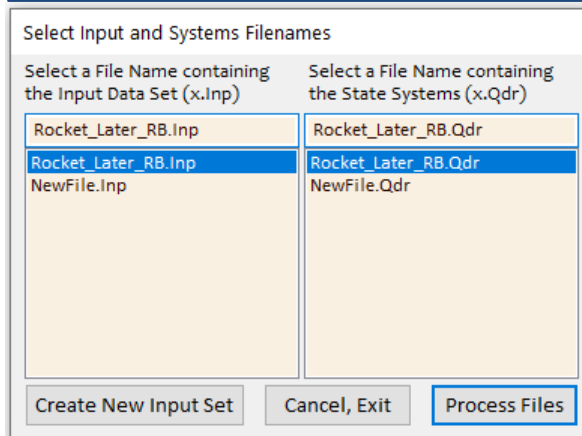 Select Input and Systems Filenames
Select a File Name containing
the Input Data Set (x.Inp)
Select a File Name containing
the State Systems (x.Qdr)
Rocket_Later_RB.Inp
Rocket_Later_RB.Inp
NewFile.Inp
Rocket_Later_RB.Qdr
Rocket_Later_RB.Qdr
NewFile.Qdr
Create New Input Set
Cancel, Exit
Process Files